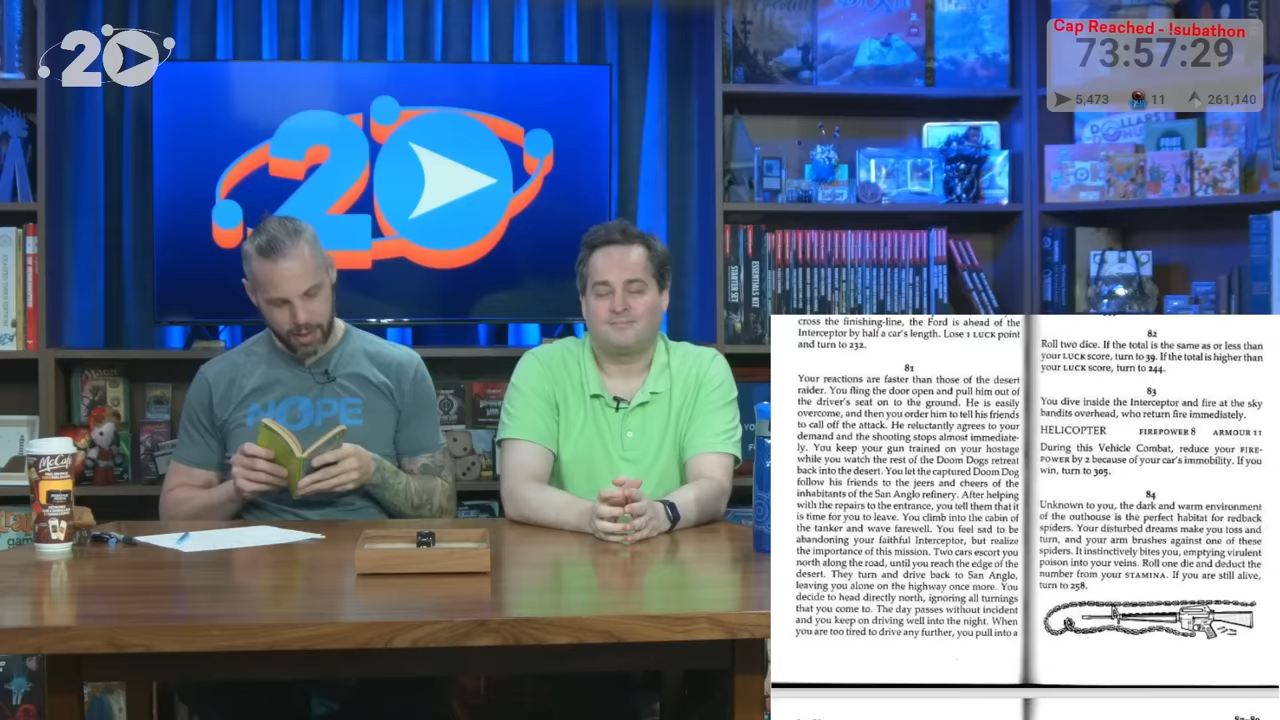 20
Cap Reached - !subathon
73:57:29
5,473
11
261,140
20
STARTER SET
ESSENTIALS KIT
NOPE
McCafé
cross the finishing-line, the Ford is ahead of the
Interceptor by half a car's length. Lose 1 LUCK point
and turn to 232.
81
Your reactions are faster than those of the desert
raider. You fling the door open and pull him out of
the driver's seat on to the ground. He is easily
overcome, and then you order him to tell his friends
to call off the attack. He reluctantly agrees to your
demand and the shooting stops almost immediate-
ly. You keep your gun trained on your hostage
while you watch the rest of the Doom Dogs retreat
back into the desert. You let the captured Doom Dog
follow his friends to the jeers and cheers of the
inhabitants of the San Anglo refinery. After helping
with the repairs to the entrance, you tell them that it
is time for you to leave. You climb into the cabin of
the tanker and wave farewell. You feel sad to be
abandoning your faithful Interceptor, but realize
the importance of this mission. Two cars escort you
north along the road, until you reach the edge of the
desert. They turn and drive back to San Anglo,
leaving you alone on the highway once more. You
decide to head directly north, ignoring all turnings
that you come to. The day passes without incident
and you keep on driving well into the night. When
you are too tired to drive any further, you pull into a
82
Roll two dice. If the total is the same as or less than
your LUCK score, turn to 39. If the total is higher than
your LUCK score, turn to 244.
83
You dive inside the Interceptor and fire at the sky
bandits overhead, who return fire immediately.
HELICOPTER FIREPOWER 8 ARMOUR 11
During this Vehicle Combat, reduce your FIRE-
POWER by 2 because of your car's immobility. If you
win, turn to 305.
84
Unknown to you, the dark and warm environment
of the outhouse is the perfect habitat for redback
spiders. Your disturbed dreams make you toss and
turn, and your arm brushes against one of these
spiders. It instinctively bites you, emptying virulent
poison into your veins. Roll one die and deduct the
number from your STAMINA. If you are still alive,
turn to 258.